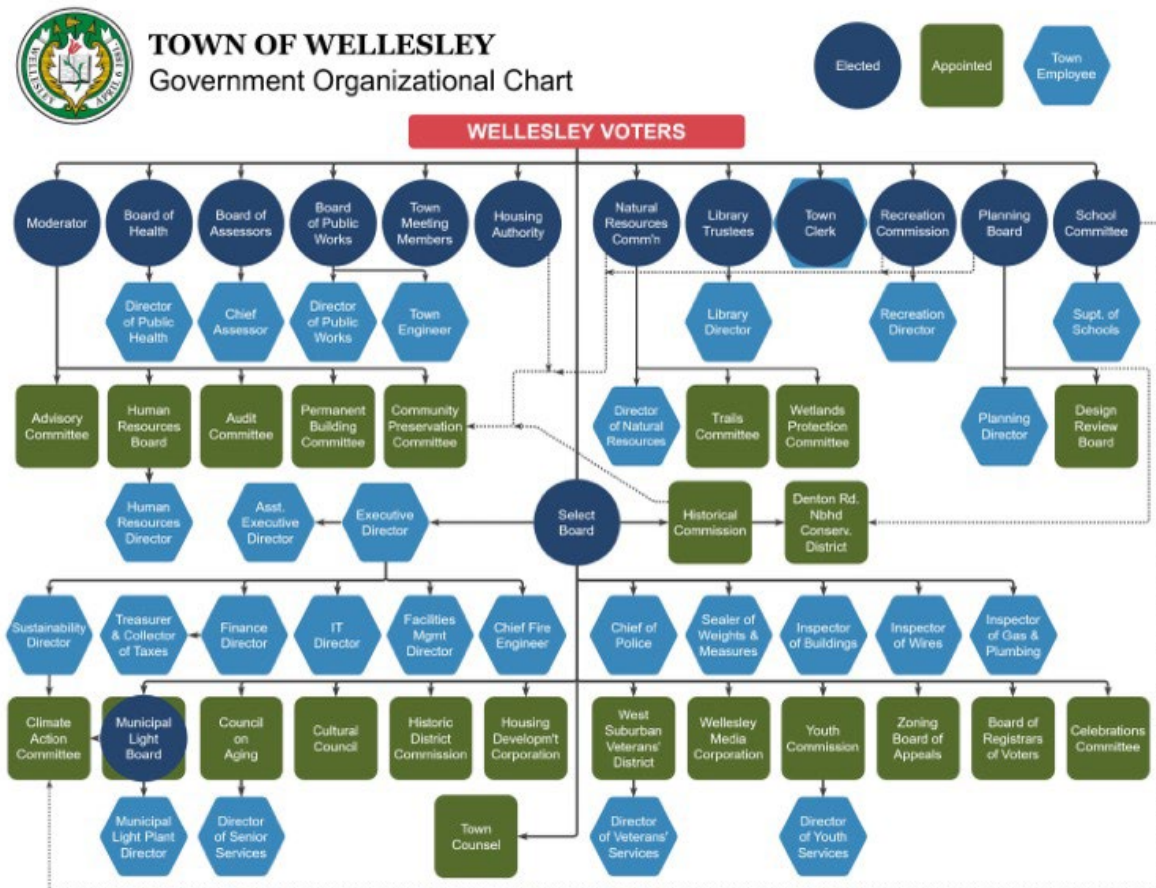 WELLESLEY
APRIL 6 1881
TOWN OF WELLESLEY
Government Organizational Chart
Elected
Appointed
Town
Employee
WELLESLEY VOTERS
Moderator
Board of
Health
Board of
Assessors
Board
of Public
Works
Town
Meeting
Members
Housing
Authority
Natural
Resources
Comm'n
Library
Trustees
Town
Clerk
Recreation
Commission
Planning
Board
School
Committee
Director
of Public
Health
Chief
Assessor
Director
of Public
Works
Town
Engineer
Library
Director
Recreation
Director
Supt. of
Schools
Advisory
Committee
Human
Resources
Board
Audit
Committee
Permanent
Building
Committee
Community
Preservation
Committee
Director
of Natural
Resources
Trails
Committee
Wetlands
Protection
Committee
Planning
Director
Design
Review
Board
Human
Resources
Director
Asst.
Executive
Director
Executive
Director
Select
Board
Historical
Commission
Denton Rd.
Nbhd
Conserv.
District
Sustainability
Director
Treasurer
& Collector
of Taxes
Finance
Director
IT
Director
Facilities
Mgmt
Director
Chief Fire
Engineer
Chief of
Police
Sealer of
Weights &
Measures
Inspector
of Buildings
Inspector
of Wires
Inspector
of Gas &
Plumbing
Climate
Action
Committee
Municipal
Light
Board
Council
on
Aging
Cultural
Council
Historic
District
Commission
Housing
Developm't
Corporation
West
Suburban
Veterans'
District
Wellesley
Media
Corporation
Youth
Commission
Zoning
Board of
Appeals
Board of
Registrars
of Voters
Celebrations
Committee
Municipal
Light Plant
Director
Director
of Senior
Services
Town
Counsel
Director
of Veterans'
Services
Director
of Youth
Services